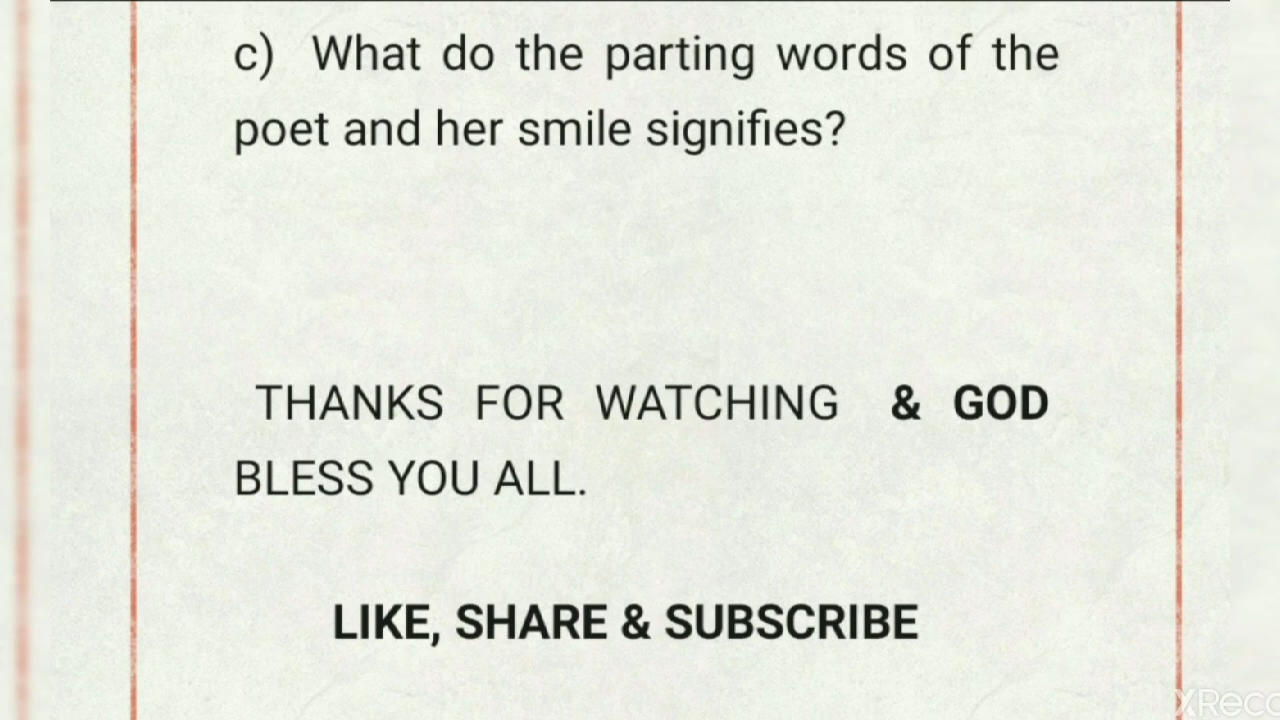 c) What do the parting words of the
poet and her smile signifies?
THANKS FOR WATCHING & GOD
BLESS YOU ALL.
LIKE, SHARE & SUBSCRIBE